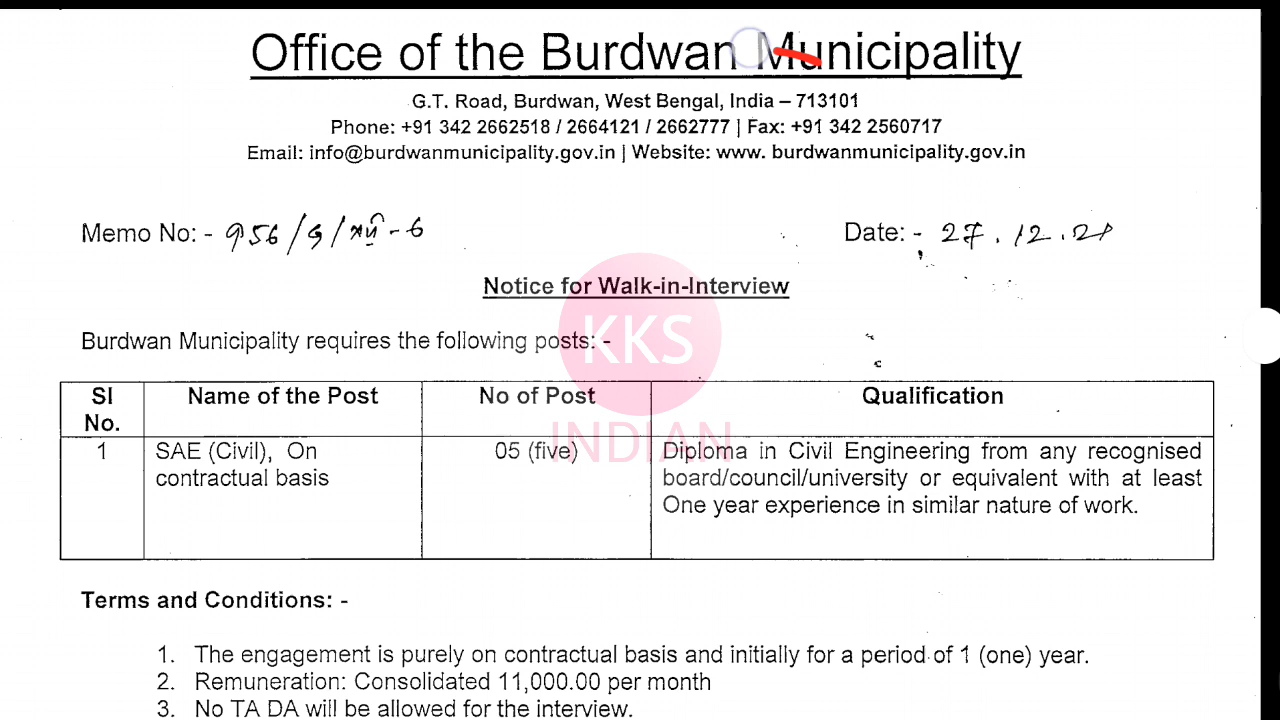 Office of the Burdwan Municipality
G.T. Road, Burdwan, West Bengal, India – 713101
Phone: +91 342 2662518 / 2664121 / 2662777 | Fax: +91 342 2560717
Email: info@burdwanmunicipality.gov.in | Website: www. burdwanmunicipality.gov.in
Memo No: -
Date: - 27.12.21
Notice for Walk-in-Interview
Burdwan Municipality requires the following posts: -
Sl No. Name of the Post No of Post Qualification
1 SAE (Civil), On contractual basis 05 (five) Diploma in Civil Engineering from any recognised
board/council/university or equivalent with at least
One year experience in similar nature of work.
Terms and Conditions: -
1. The engagement is purely on contractual basis and initially for a period of 1 (one) year.
2. Remuneration: Consolidated 11,000.00 per month
3. No TA DA will be allowed for the interview.
KKS
INDIAN